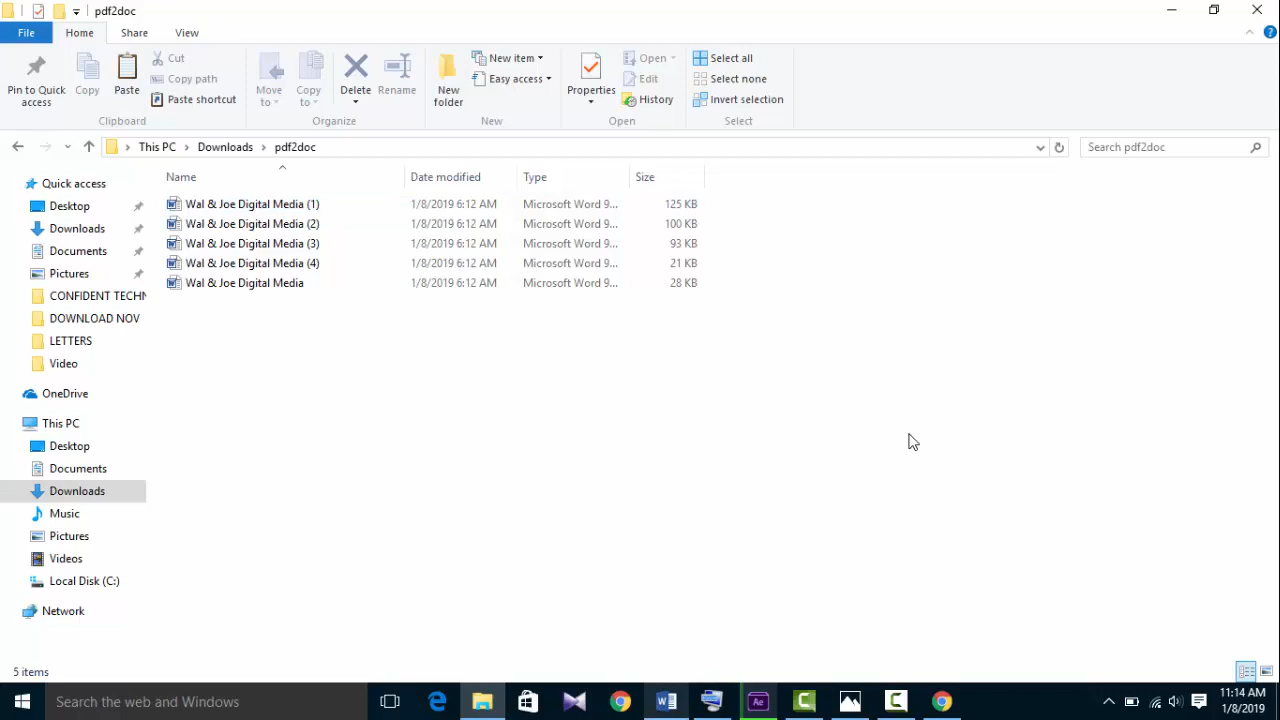 pdf2doc
File Home Share View
Pin to Quick access
Copy
Paste
Cut
Copy path
Paste shortcut
Clipboard
Move to
Copy to
Delete
Rename
Organize
New folder
New item
Easy access
New
Properties
Open
Edit
History
Open
Select all
Select none
Invert selection
Select
This PC Downloads pdf2doc
Search pdf2doc
Name Date modified Type Size
Wal & Joe Digital Media (1) 1/8/2019 6:12 AM Microsoft Word 9... 125 KB
Wal & Joe Digital Media (2) 1/8/2019 6:12 AM Microsoft Word 9... 100 KB
Wal & Joe Digital Media (3) 1/8/2019 6:12 AM Microsoft Word 9... 93 KB
Wal & Joe Digital Media (4) 1/8/2019 6:12 AM Microsoft Word 9... 21 KB
Wal & Joe Digital Media 1/8/2019 6:12 AM Microsoft Word 9... 28 KB
Quick access
Desktop
Downloads
Documents
Pictures
CONFIDENT TECHN
DOWNLOAD NOV
LETTERS
Video
OneDrive
This PC
Desktop
Documents
Downloads
Music
Pictures
Videos
Local Disk (C:)
Network
5 items
Search the web and Windows
Ae
11:14 AM
1/8/2019